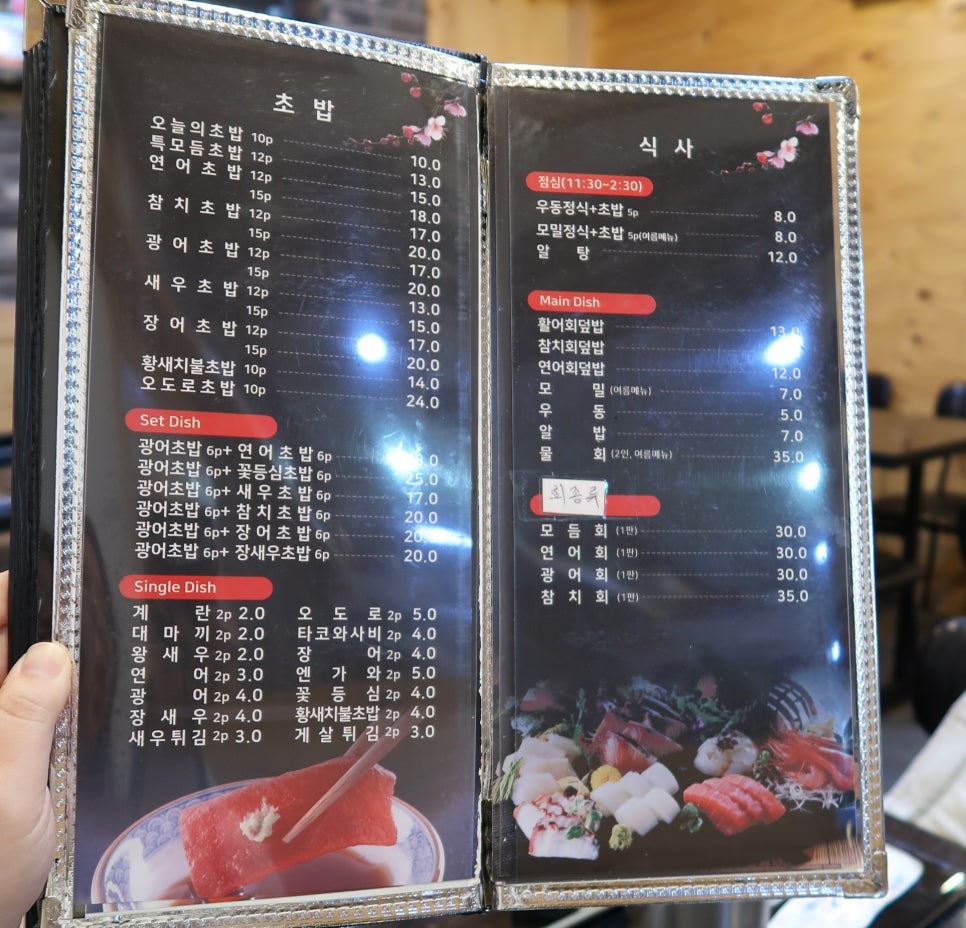 초 밥
오늘의초밥 10p 10.0
특모듬초밥 12p 13.0
연 어 초 밥 12p 15.0
15p 18.0
참 치 초 밥 12p 17.0
15p 20.0
광 어 초 밥 12p 17.0
15p 20.0
새 우 초 밥 12p 13.0
15p 15.0
장 어 초 밥 12p 17.0
15p 20.0
황새치불초밥 10p 14.0
오도로초밥 10p 24.0
Set Dish
광어초밥 6p+ 연 어 초 밥 6p
광어초밥 6p+ 꽃등심초밥 6p 25.0
광어초밥 6p+ 새 우 초 밥 6p 17.0
광어초밥 6p+ 참 치 초 밥 6p 20.0
광어초밥 6p+ 장 어 초 밥 6p
광어초밥 6p+ 장새우초밥 6p 20.0
Single Dish
계 란 2p 2.0
대 마 끼 2p 2.0
왕 새 우 2p 2.0
연 어 2p 3.0
광 어 2p 4.0
장 새 우 2p 4.0
새우튀김 2p 3.0
오 도 로 2p 5.0
타코와사비 2p 4.0
장 어 2p 4.0
엔 가 와 2p 5.0
꽃 등 심 2p 4.0
황새치불초밥 2p 4.0
게 살 튀 김 2p 3.0
식 사
점심(11:30~2:30)
우동정식+초밥 5p 8.0
모밀정식+초밥 5p(여름메뉴) 8.0
알 탕 12.0
Main Dish
활어회덮밥 13.0
참치회덮밥
연어회덮밥 12.0
모 밀 (여름메뉴) 7.0
우 동 5.0
알 밥 7.0
물 회 (2인, 여름메뉴) 35.0
회종류
모 듬 회 (1판) 30.0
연 어 회 (1판) 30.0
광 어 회 (1판) 30.0
참 치 회 (1판) 35.0